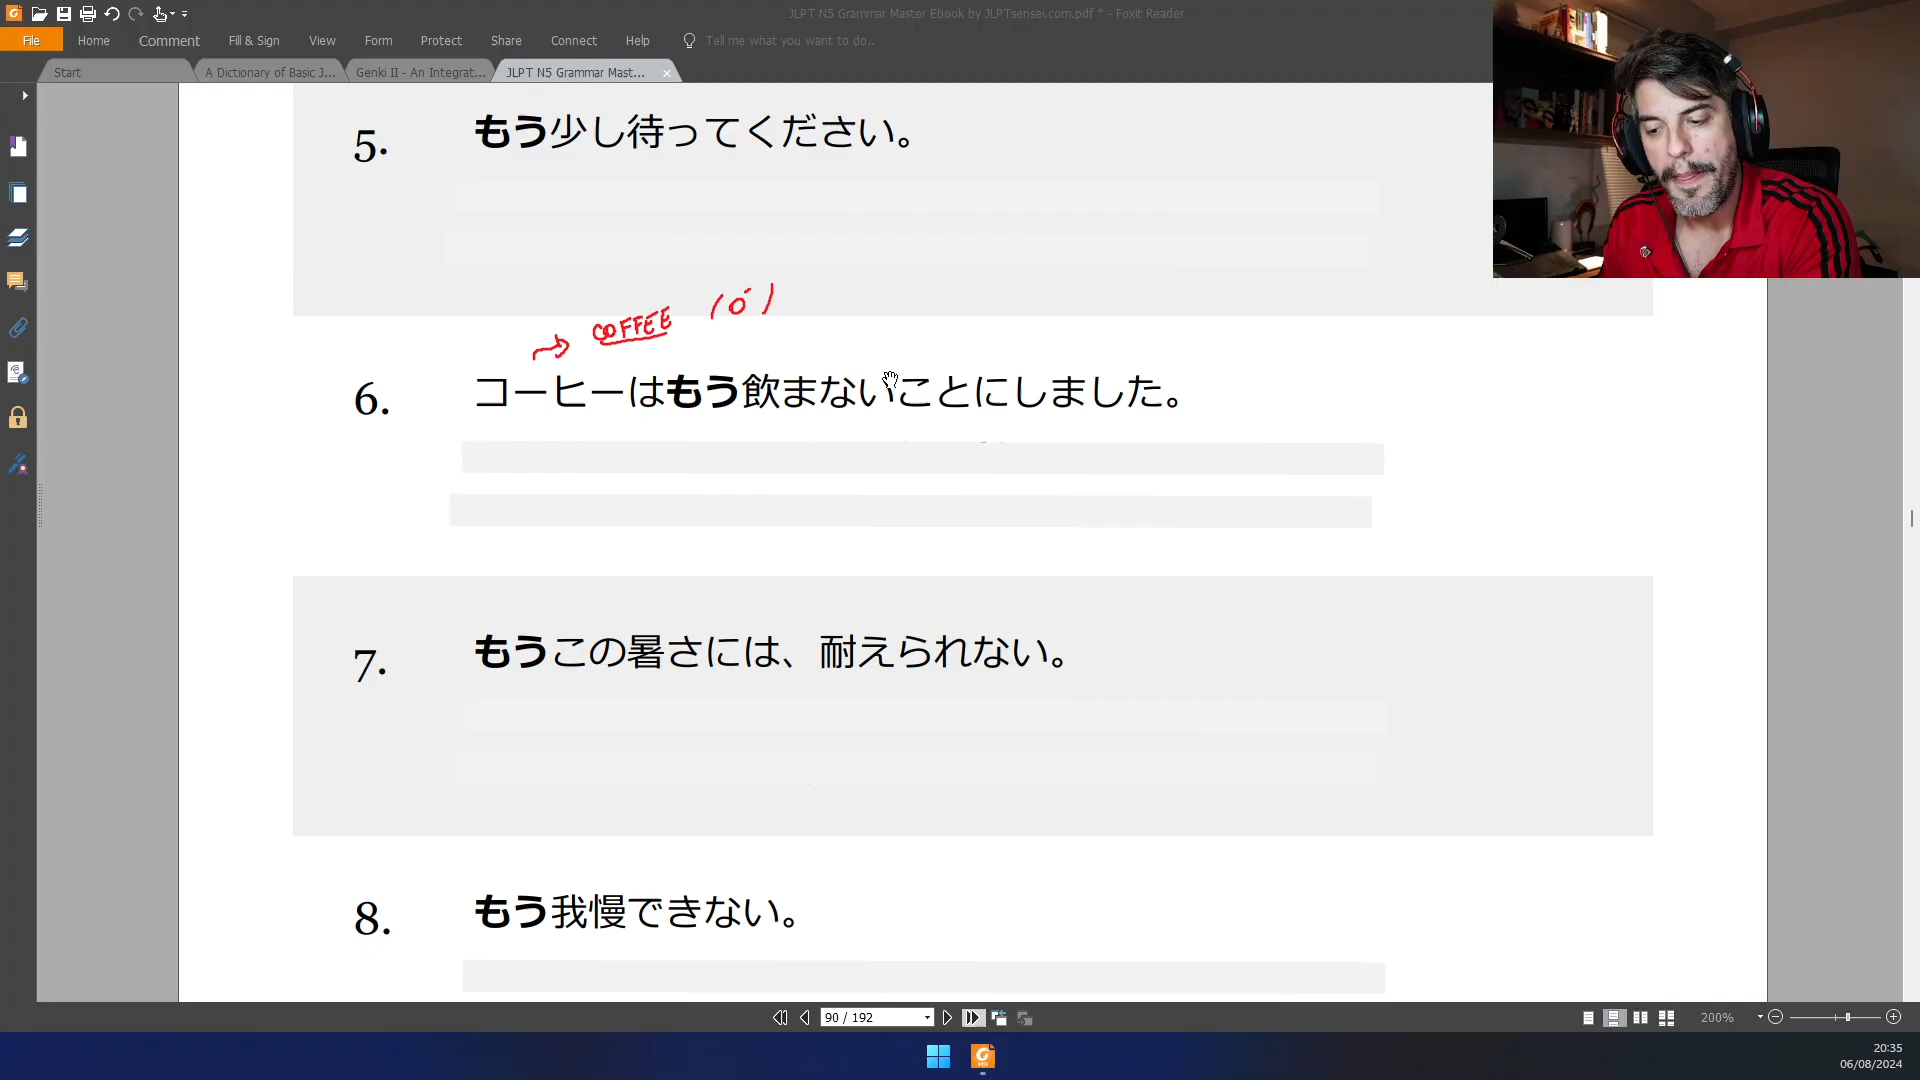 JLPT N5 Grammar Master Ebook by JLPTsensei.com.pdf * - Foxit Reader
File Home Comment Fill & Sign View Form Protect Share Connect Help Tell me what you want to do..
Start A Dictionary of Basic J... Genki II - An Integrat... JLPT N5 Grammar Mast...
5. もう少し待ってください。
→ COFFEE
6. コーヒーはもう飲まないことにしました。
7. もうこの暑さには、耐えられない。
8. もう我慢できない。
90 / 192
200%
20:35
06/08/2024